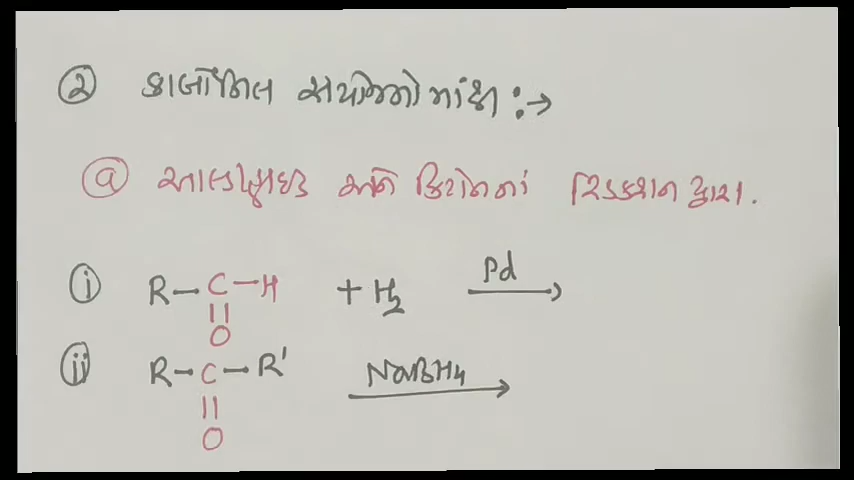 ② કાર્બોનિલ સંયોજનોમાંથી :→
ⓐ આલ્ડીહાઇડ અને કિટોનનાં રિડક્શન દ્વારા.
ⓘ R-C-H + H₂ Pd →
||
O
ⓘⓘ R-C-R' NaBH₄ →
||
O